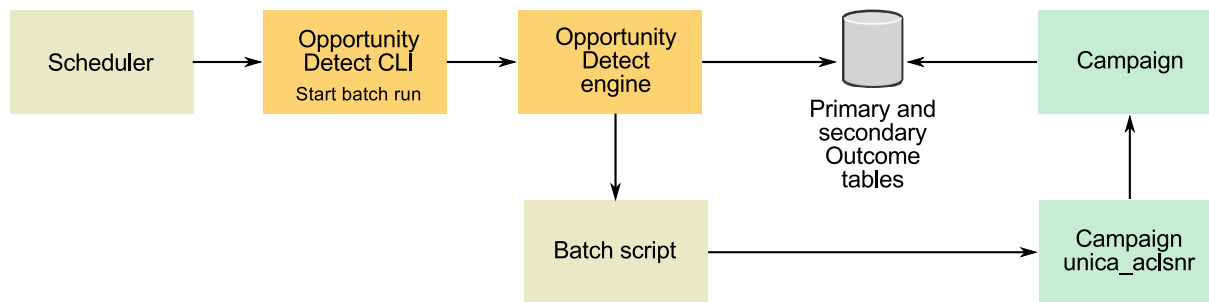 Scheduler
Opportunity
Detect CLI
Start batch run
Opportunity
Detect
engine
Primary and
secondary
Outcome
tables
Campaign
Batch script
Campaign
unica_aclsnr